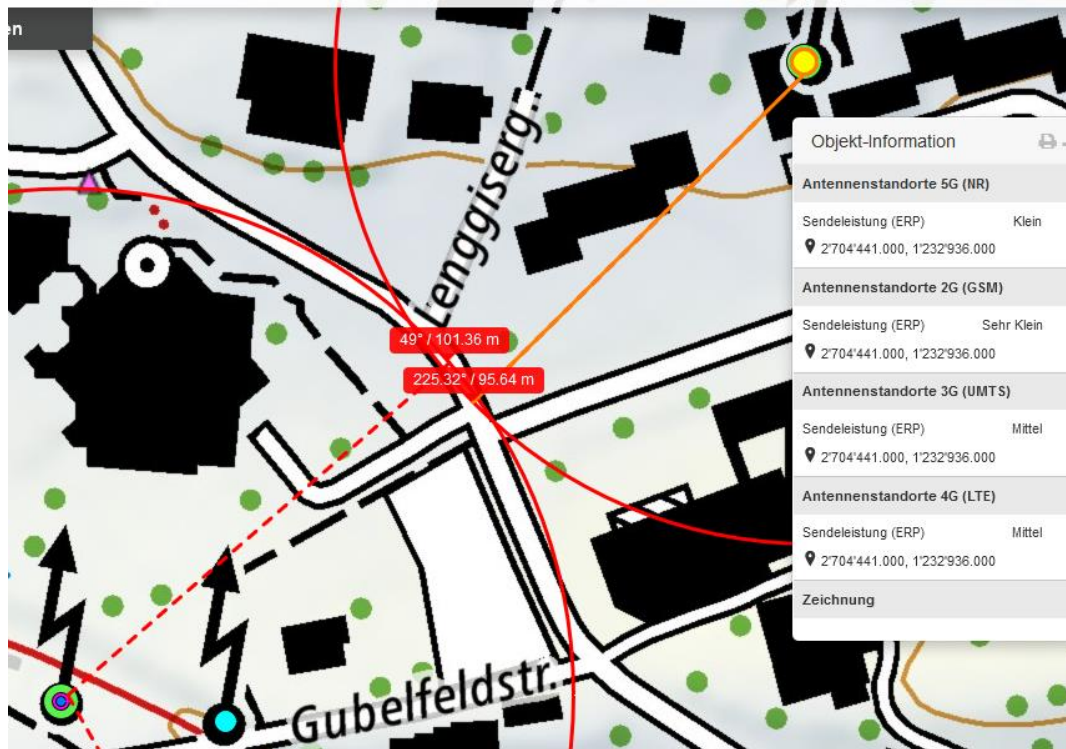 en
Lenggiserg.
49° / 101.36 m
225.32° / 95.64 m
Gubelfeldstr.
Objekt-Information
Antennenstandorte 5G (NR)
Sendeleistung (ERP) Klein
2'704'441.000, 1'232'936.000
Antennenstandorte 2G (GSM)
Sendeleistung (ERP) Sehr Klein
2'704'441.000, 1'232'936.000
Antennenstandorte 3G (UMTS)
Sendeleistung (ERP) Mittel
2'704'441.000, 1'232'936.000
Antennenstandorte 4G (LTE)
Sendeleistung (ERP) Mittel
2'704'441.000, 1'232'936.000
Zeichnung